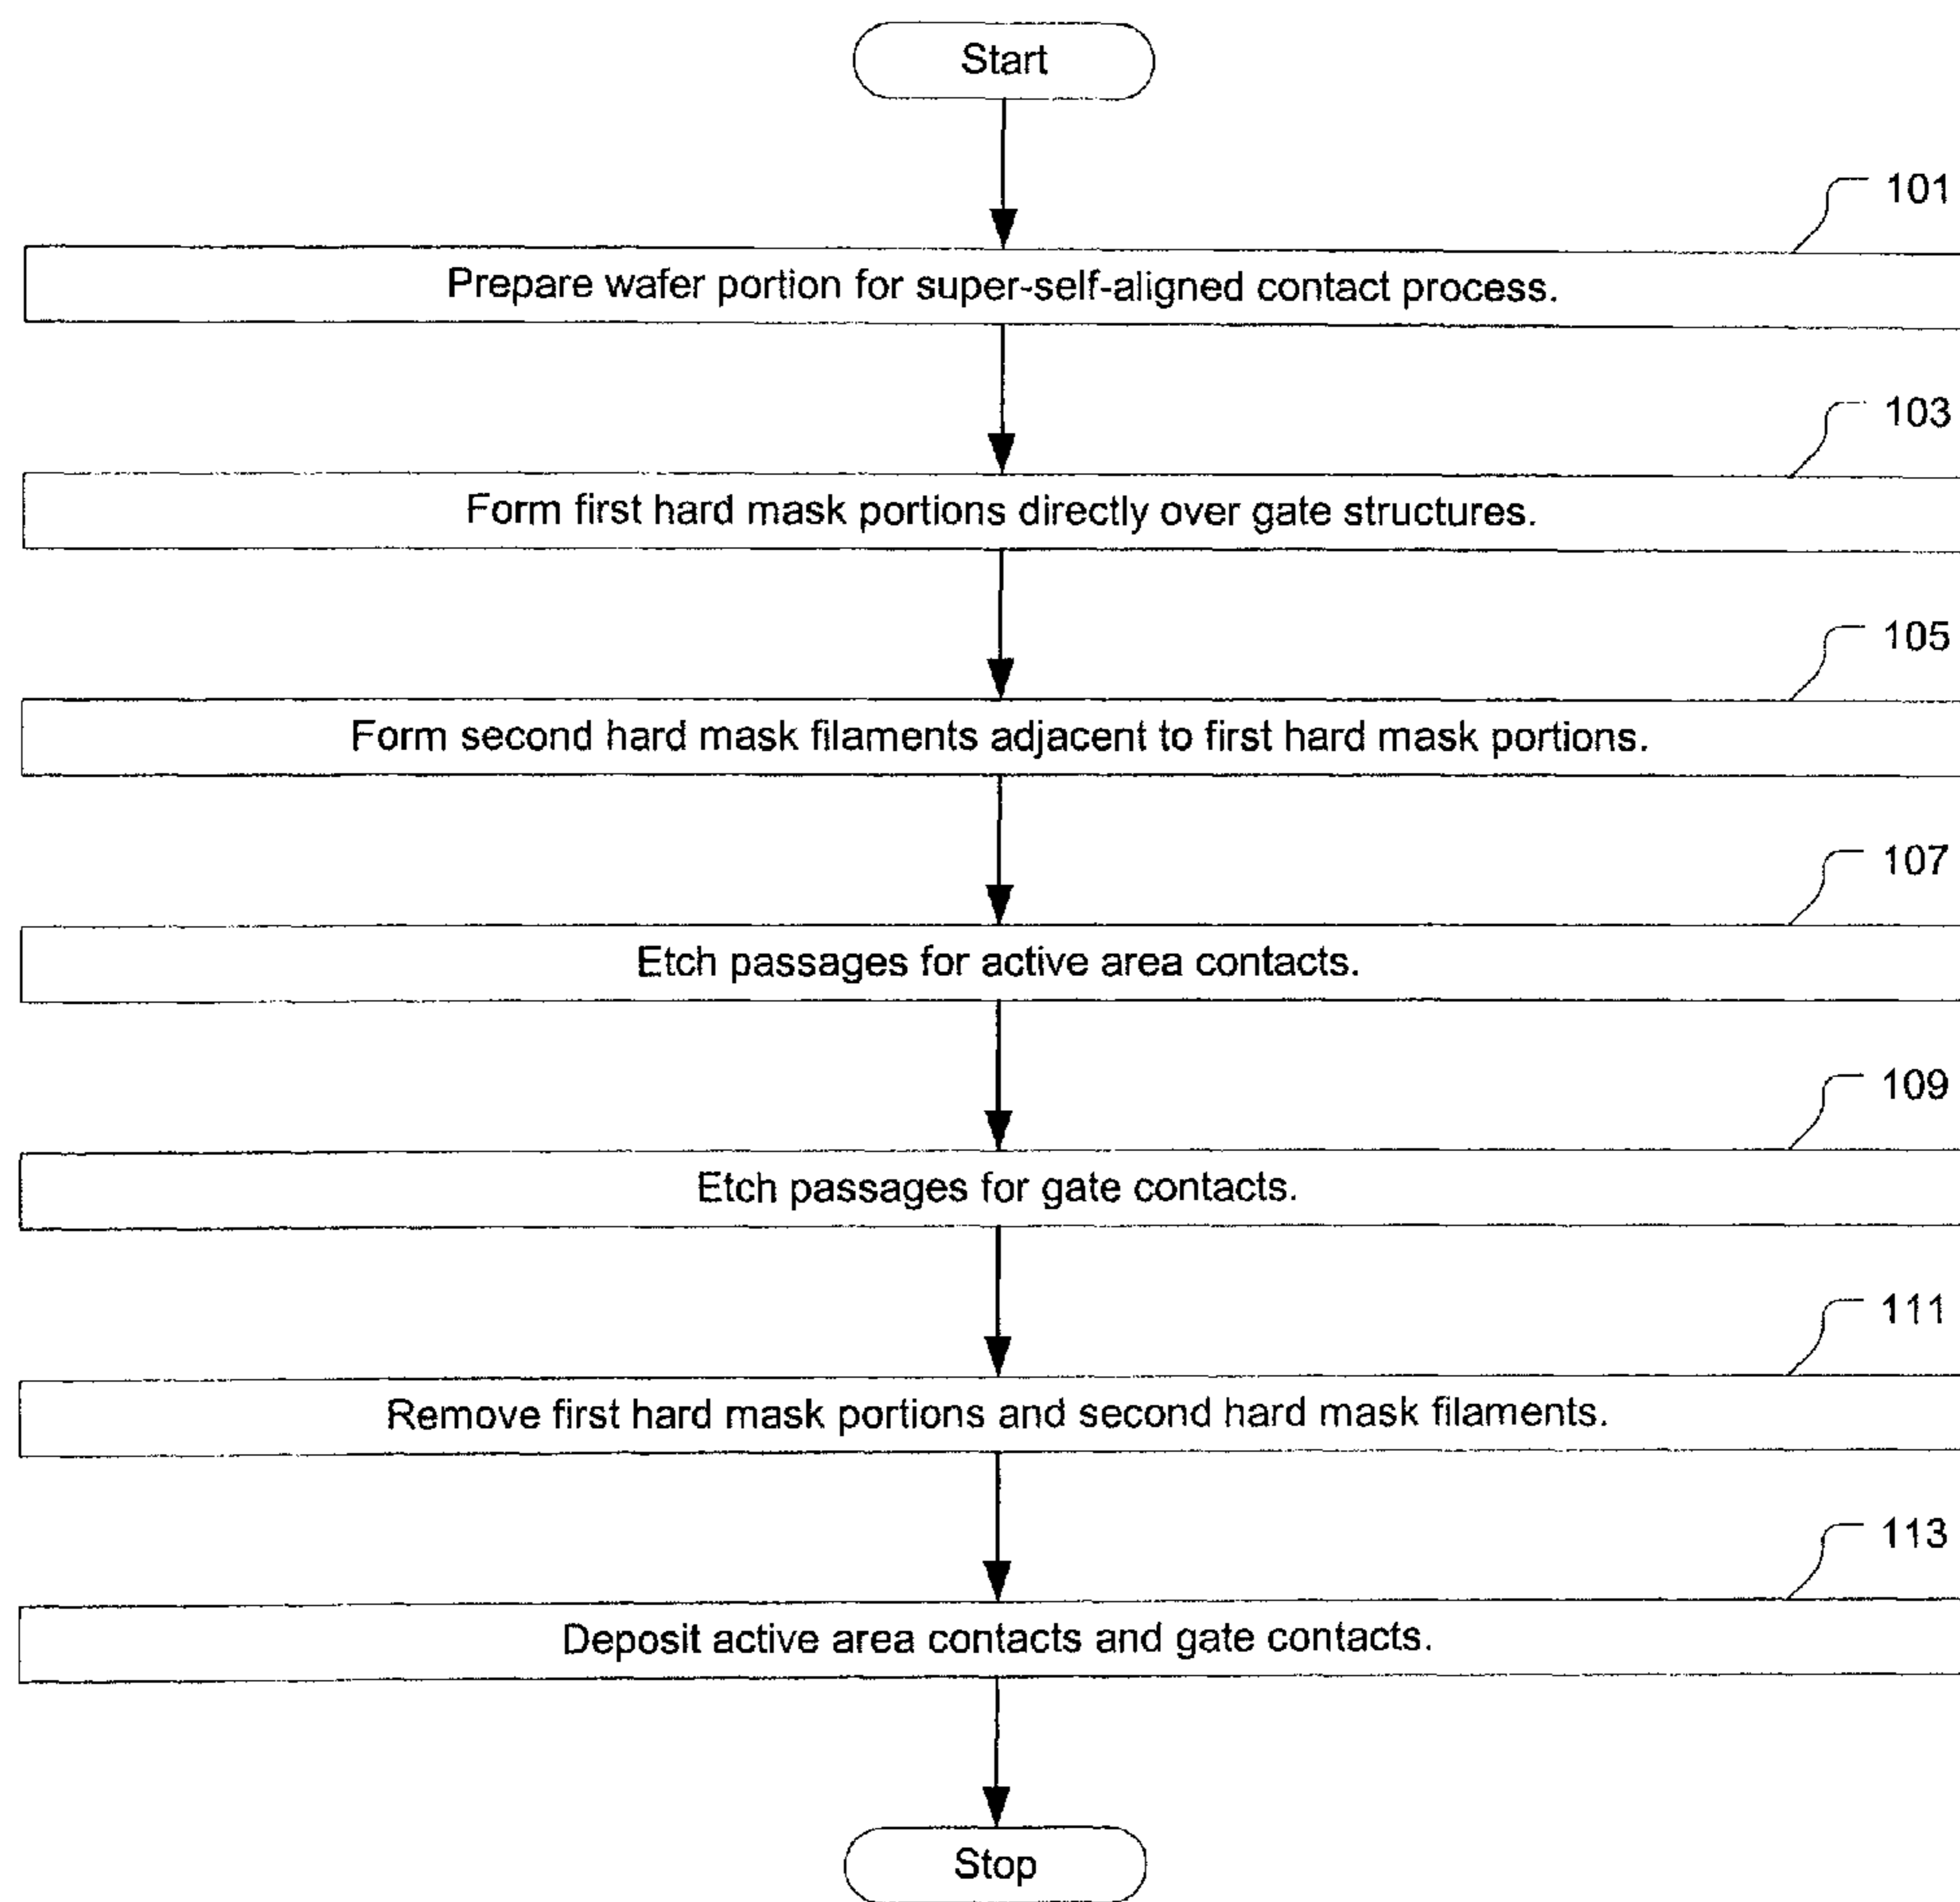 Start
101
Prepare wafer portion for super-self-aligned contact process.
103
Form first hard mask portions directly over gate structures.
105
Form second hard mask filaments adjacent to first hard mask portions.
107
Etch passages for active area contacts.
109
Etch passages for gate contacts.
111
Remove first hard mask portions and second hard mask filaments.
113
Deposit active area contacts and gate contacts.
Stop